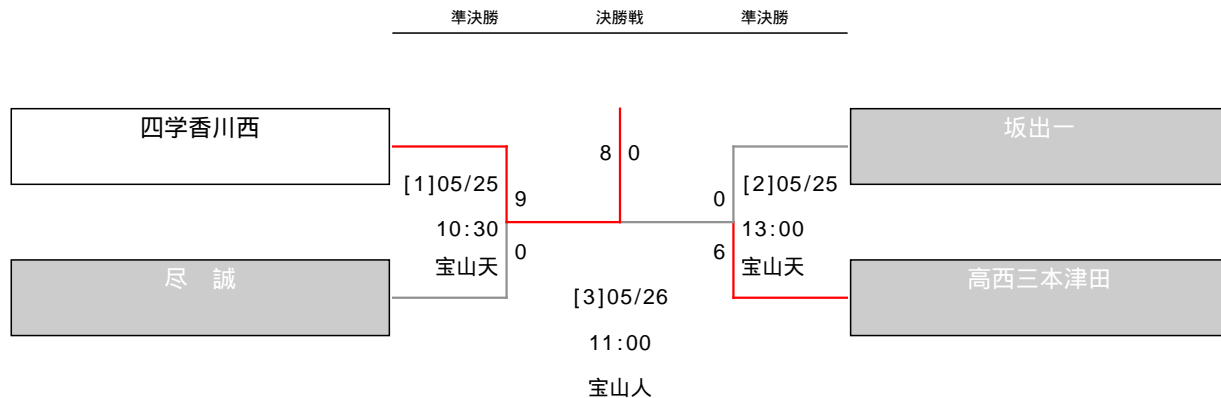 準決勝 決勝戦 準決勝
四学香川西
坂出一
8 0
[1]05/25
9
0
[2]05/25
10:30
0
6
13:00
宝山天
宝山天
尽 誠
高西三本津田
[3]05/26
11:00
宝山人